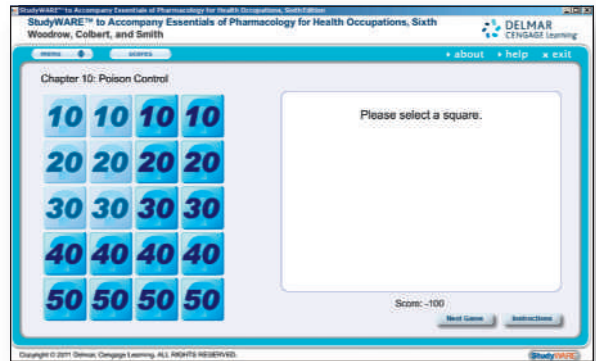 StudyWARE™ to Accompany Essentials of Pharmacology for Health Occupations, Sixth Edition
StudyWARE™ to Accompany Essentials of Pharmacology for Health Occupations, Sixth
Woodrow, Colbert, and Smith
DELMAR
CENGAGE Learning
menu scores about help x exit
Chapter 10: Poison Control
Please select a square.
10 10 10 10
20 20 20 20
30 30 30 30
40 40 40 40
50 50 50 50
Score: -100
Next Game Instructions
Copyright © 2011 Delmar, Cengage Learning. ALL RIGHTS RESERVED.
StudyWARE